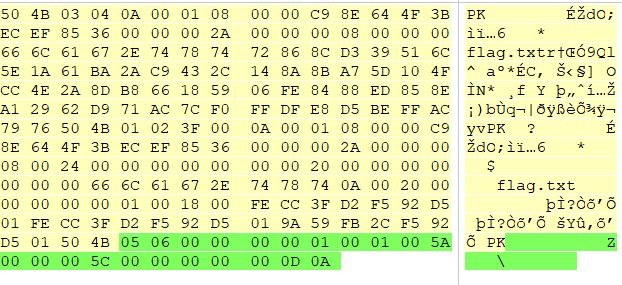 50 4B 03 04 0A 00 01 08 00 00 C9 8E 64 4F 3B PK ÉŽdO;
EC EF 85 36 00 00 00 2A 00 00 00 08 00 00 00 ìï…6 *
66 6C 61 67 2E 74 78 74 72 86 8C D3 39 51 6C flag.txtr†ŒÓ9Ql
5E 1A 61 BA 2A C9 43 2C 14 8A 8B A7 5D 10 4F ^ aº*ÉC, Š‹§] O
CC 4E 2A 8D B8 66 18 59 06 FE 84 88 ED 85 8E ÌN* ¸f Y þ„ˆí…Ž
A1 29 62 D9 71 AC 7C F0 FF DF E8 D5 BE FF AC ¡)bÙq¬|ðÿßèÕ¾ÿ¬
79 76 50 4B 01 02 3F 00 0A 00 01 08 00 00 C9 yvPK ? É
8E 64 4F 3B EC EF 85 36 00 00 00 2A 00 00 00 ŽdO;ìï…6 *
08 00 24 00 00 00 00 00 00 00 20 00 00 00 00 $
00 00 00 66 6C 61 67 2E 74 78 74 0A 00 20 00 flag.txt
00 00 00 00 01 00 18 00 FE CC 3F D2 F5 92 D5 þÌ?Òõ’Õ
01 FE CC 3F D2 F5 92 D5 01 9A 59 FB 2C F5 92 þÌ?Òõ’Õ šYû,õ’
D5 01 50 4B 05 06 00 00 00 00 01 00 01 00 5A Õ PK Z
00 00 00 5C 00 00 00 00 00 0D 0A \